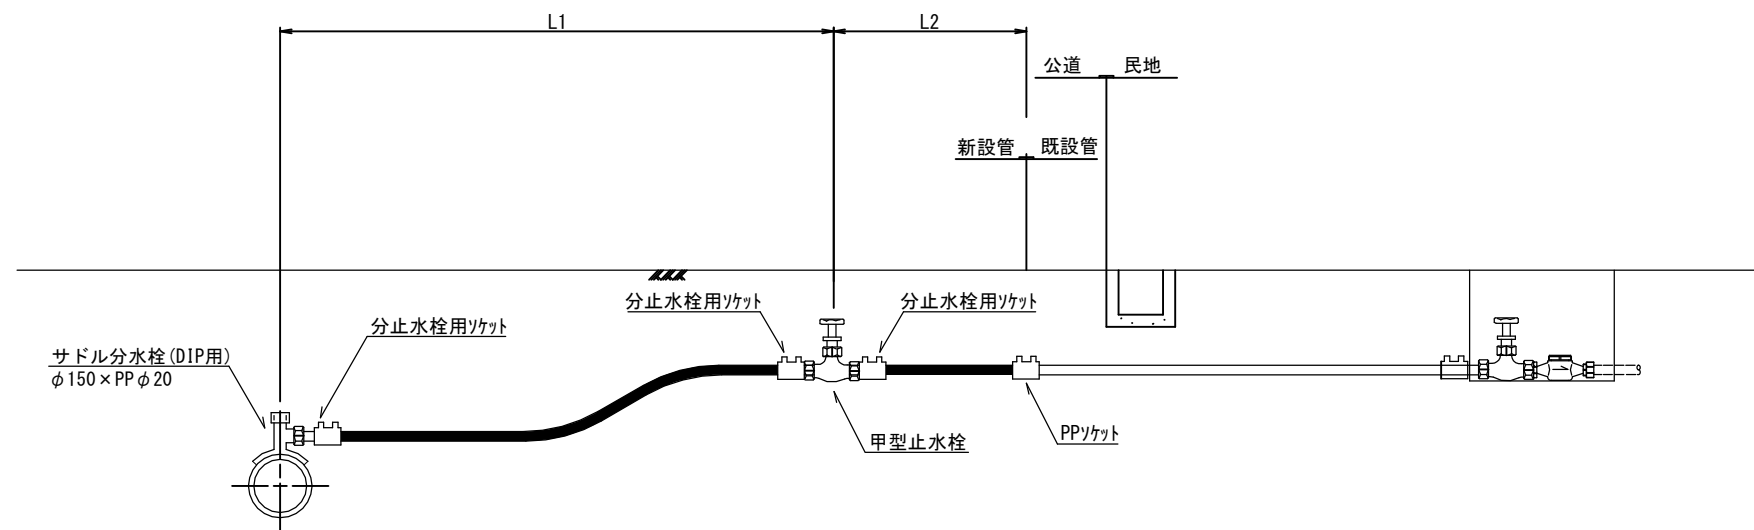 L1
L2
公道
民地
新設管
既設管
分止水栓用ｿｹｯﾄ
分止水栓用ｿｹｯﾄ
分止水栓用ｿｹｯﾄ
サドル分水栓(DIP用)
φ150×PPφ20
甲型止水栓
PPｿｹｯﾄ